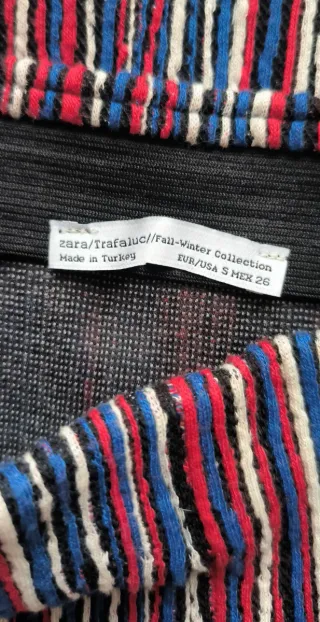 zara/Trafaluc//Fall-Winter Collection
Made in Turkey EUR/USA S MEX 26